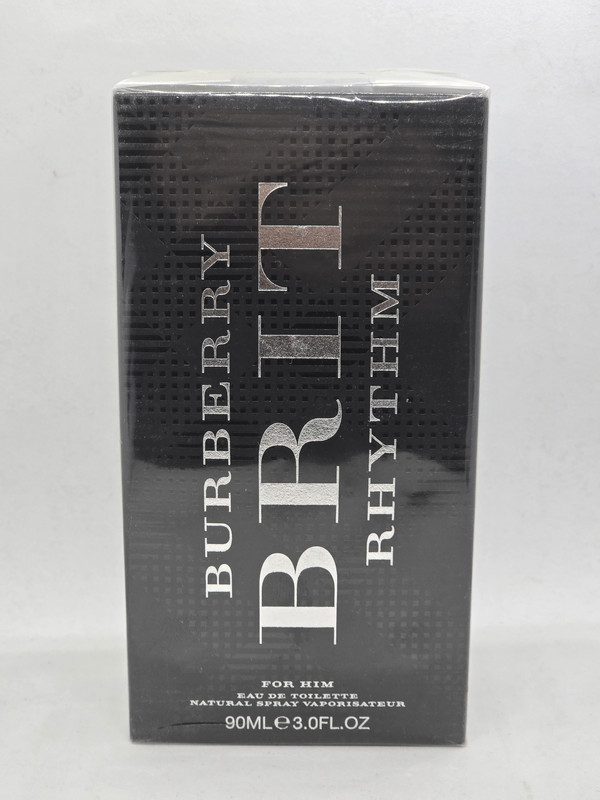 BURBERRY
BRIT
RHYTHM
FOR HIM
EAU DE TOILETTE
NATURAL SPRAY VAPORISATEUR
90ML℮3.0FL.OZ